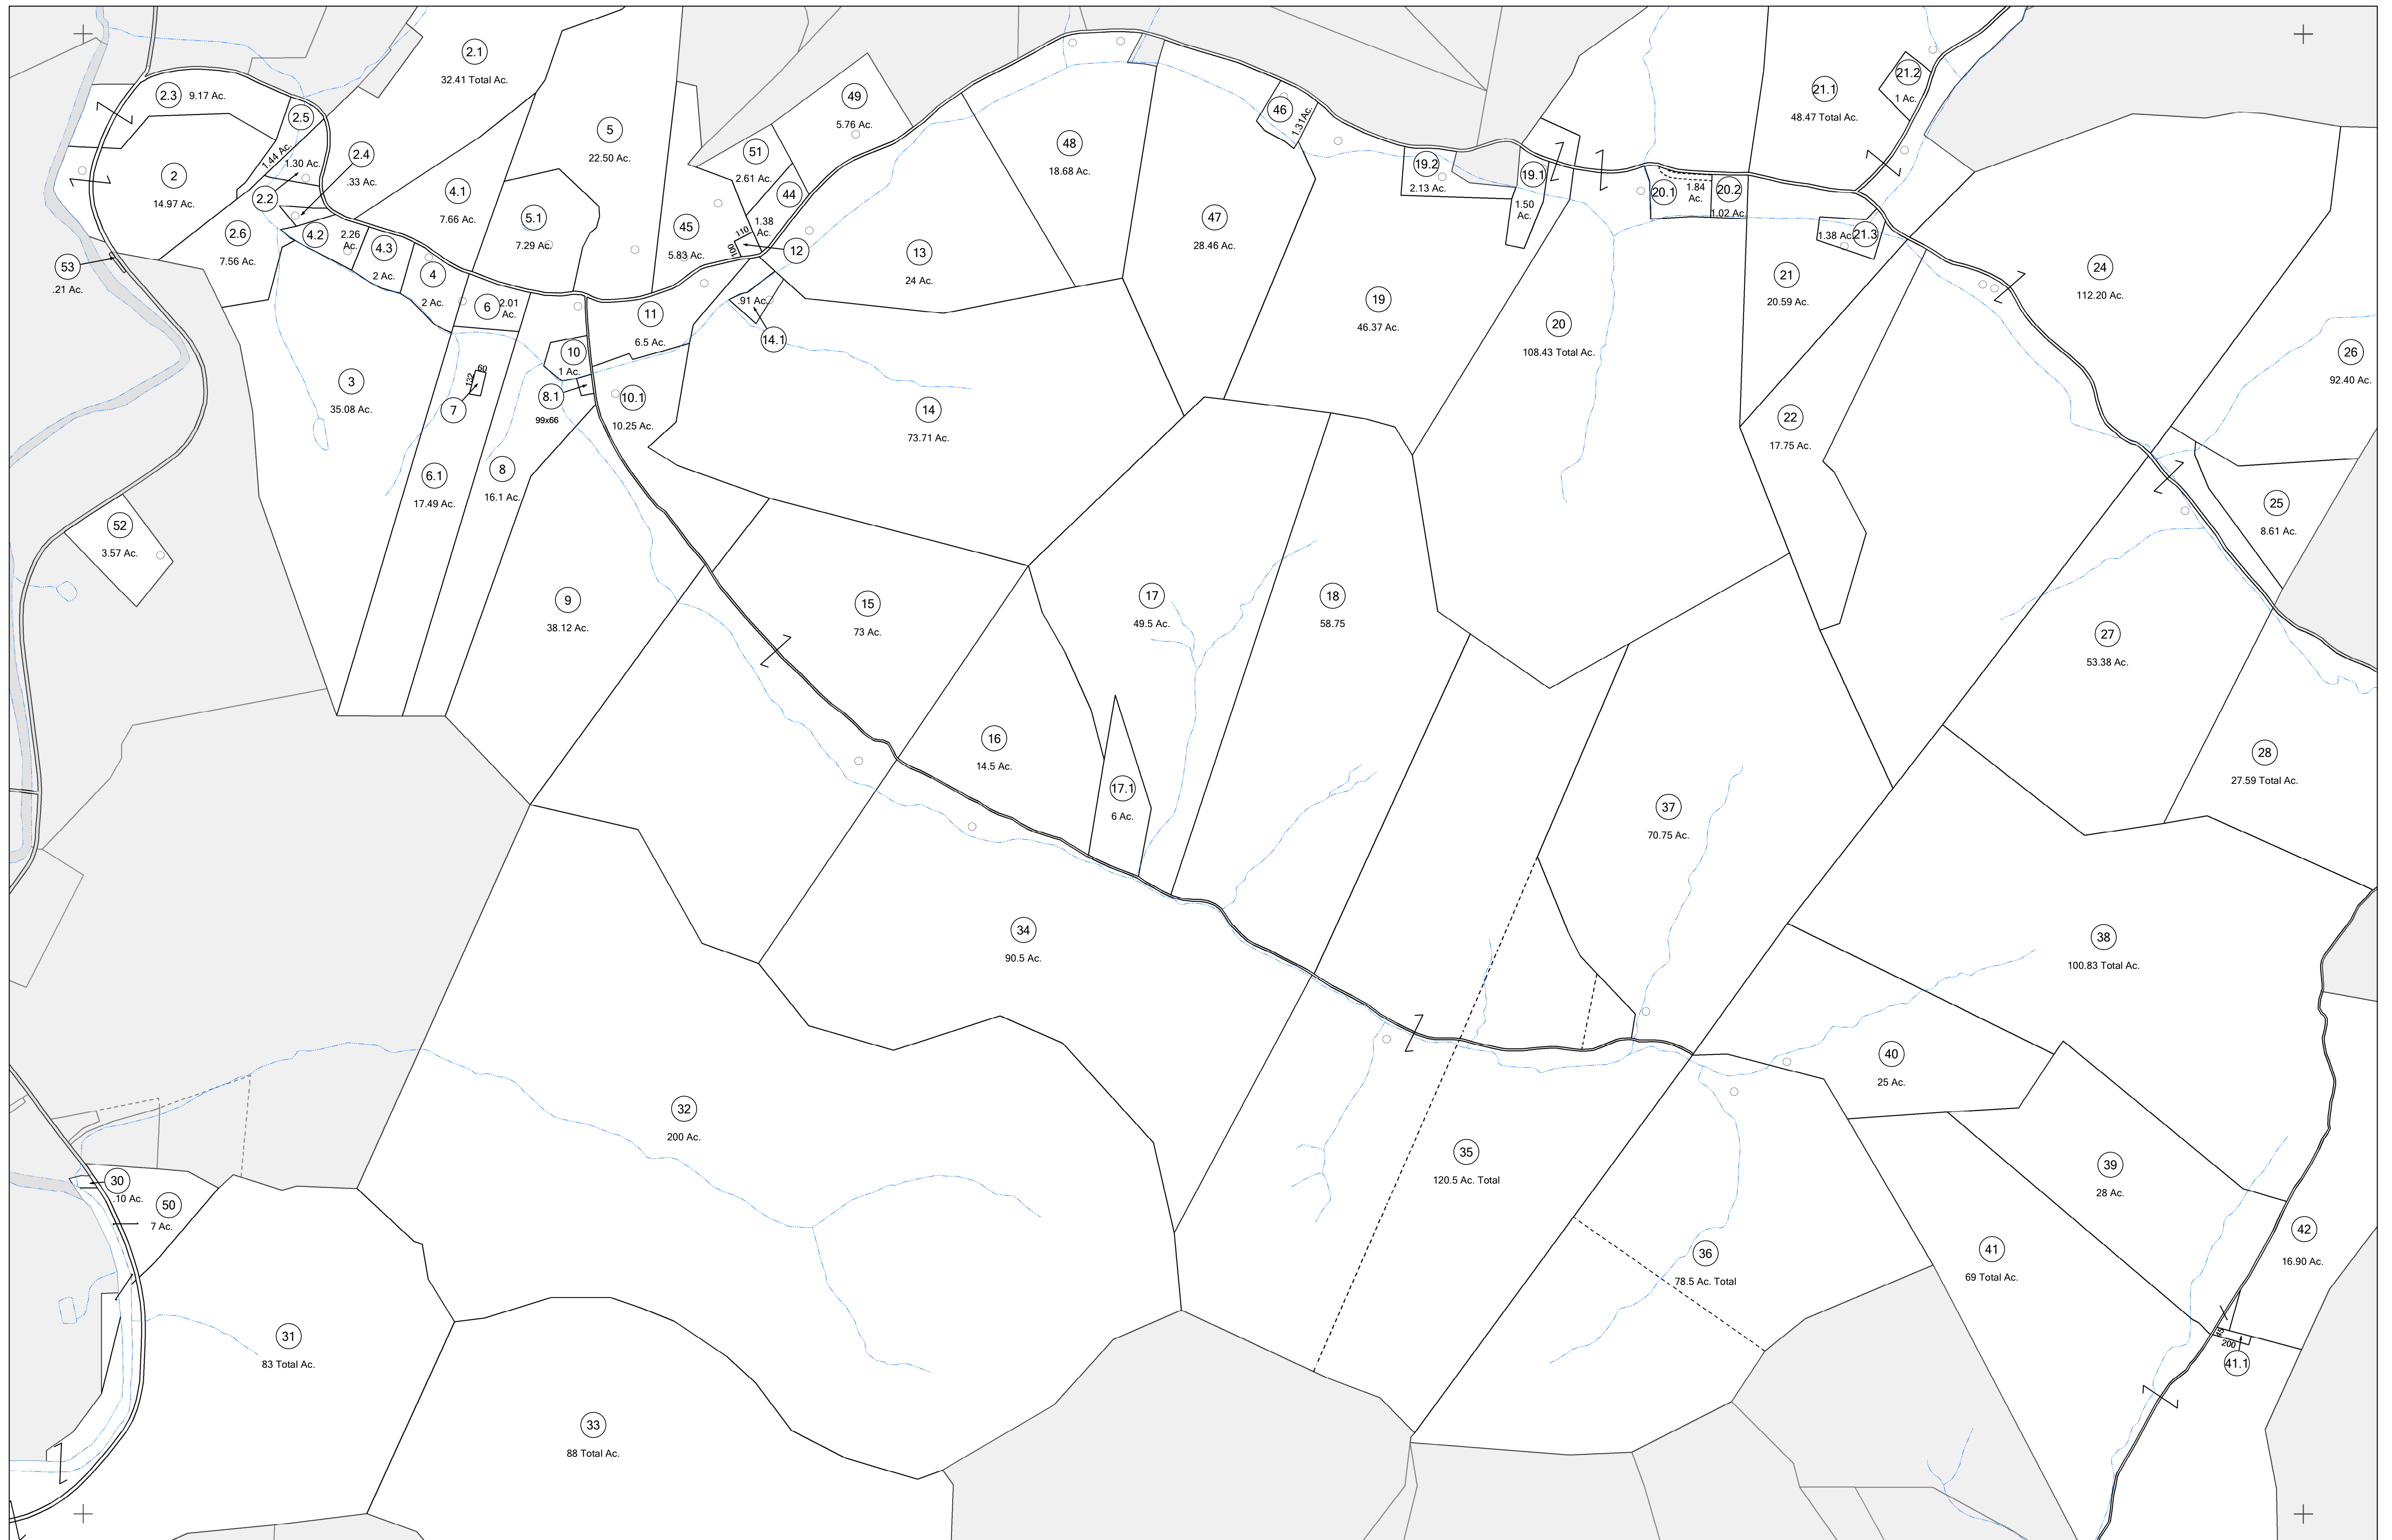 2.1
32.41 Total Ac.
2.3 9.17 Ac.
2.5
1.44 Ac.
1.30 Ac.
2.4
.33 Ac.
2
14.97 Ac.
2.2
2.6
7.56 Ac.
4.2
2.26
Ac.
4.3
2 Ac.
4
2 Ac.
4.1
7.66 Ac.
5
22.50 Ac.
5.1
7.29 Ac.
49
5.76 Ac.
51
2.61 Ac.
44
1.38
Ac.
45
5.83 Ac.
110
100
12
13
24 Ac.
48
18.68 Ac.
47
28.46 Ac.
46
1.31 Ac.
19.2
2.13 Ac.
19.1
1.50
Ac.
20.1
1.84
Ac.
20.2
1.02 Ac.
21.1
48.47 Total Ac.
21.2
1 Ac.
21.3
1.38 Ac.
21
20.59 Ac.
24
112.20 Ac.
26
92.40 Ac.
53
.21 Ac.
6
2.01
Ac.
11
6.5 Ac.
.91 Ac.
14.1
10
1 Ac.
8.1
99x66
10.1
10.25 Ac.
3
35.08 Ac.
60
132
7
6.1
17.49 Ac.
8
16.1 Ac.
14
73.71 Ac.
19
46.37 Ac.
20
108.43 Total Ac.
22
17.75 Ac.
25
8.61 Ac.
52
3.57 Ac.
9
38.12 Ac.
15
73 Ac.
17
49.5 Ac.
18
58.75
27
53.38 Ac.
28
27.59 Total Ac.
16
14.5 Ac.
17.1
6 Ac.
37
70.75 Ac.
34
90.5 Ac.
38
100.83 Total Ac.
40
25 Ac.
32
200 Ac.
35
120.5 Ac. Total
39
28 Ac.
30
.10 Ac.
50
7 Ac.
36
78.5 Ac. Total
41
69 Total Ac.
42
16.90 Ac.
31
83 Total Ac.
200
41.1
33
88 Total Ac.